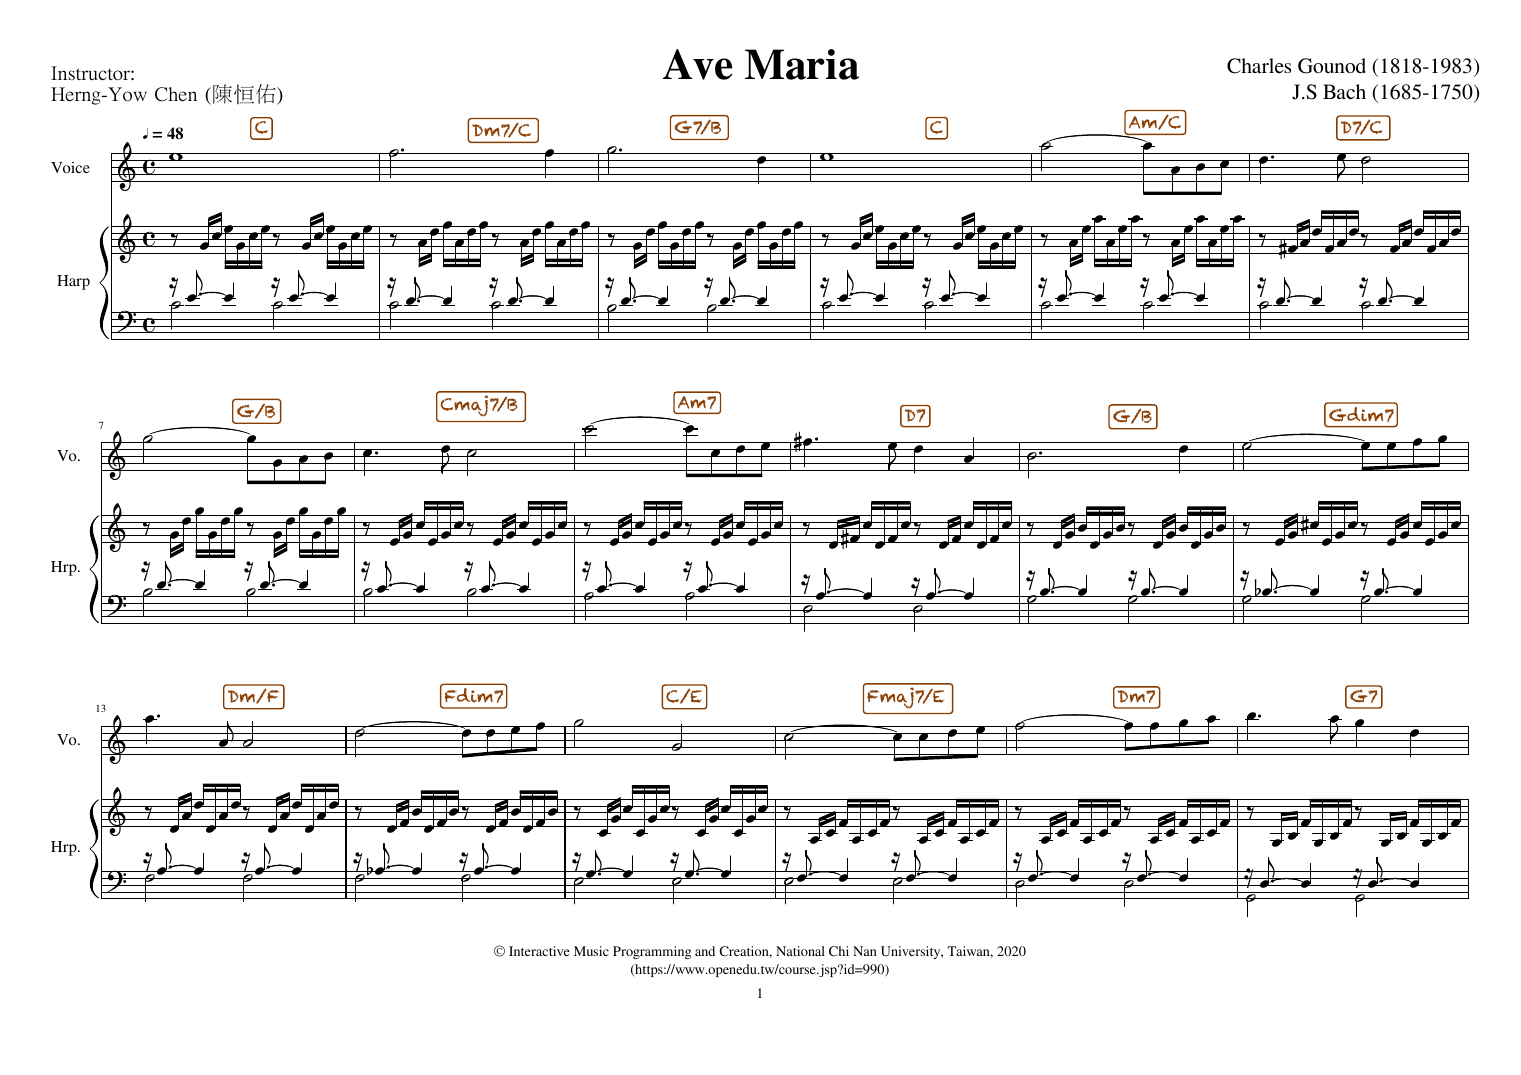 Ave Maria
Instructor:
Herng-Yow Chen (陳恒佑)
Charles Gounod (1818-1983)
J.S Bach (1685-1750)
♩ = 48
C Dm7/C G7/B C Am/C D7/C
Voice
Harp
7
G/B Cmaj7/B Am7 D7 G/B Gdim7
Vo.
Hrp.
13
Dm/F Fdim7 C/E Fmaj7/E Dm7 G7
Vo.
Hrp.
© Interactive Music Programming and Creation, National Chi Nan University, Taiwan, 2020
(https://www.openedu.tw/course.jsp?id=990)
1